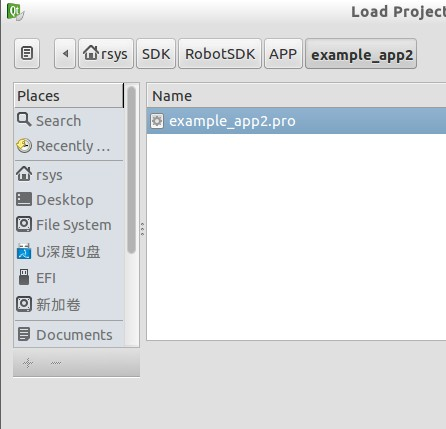 Load Project
rsys SDK RobotSDK APP example_app2
Places
Name
Search
example_app2.pro
Recently ...
rsys
Desktop
File System
U深度U盘
EFI
新加卷
Documents